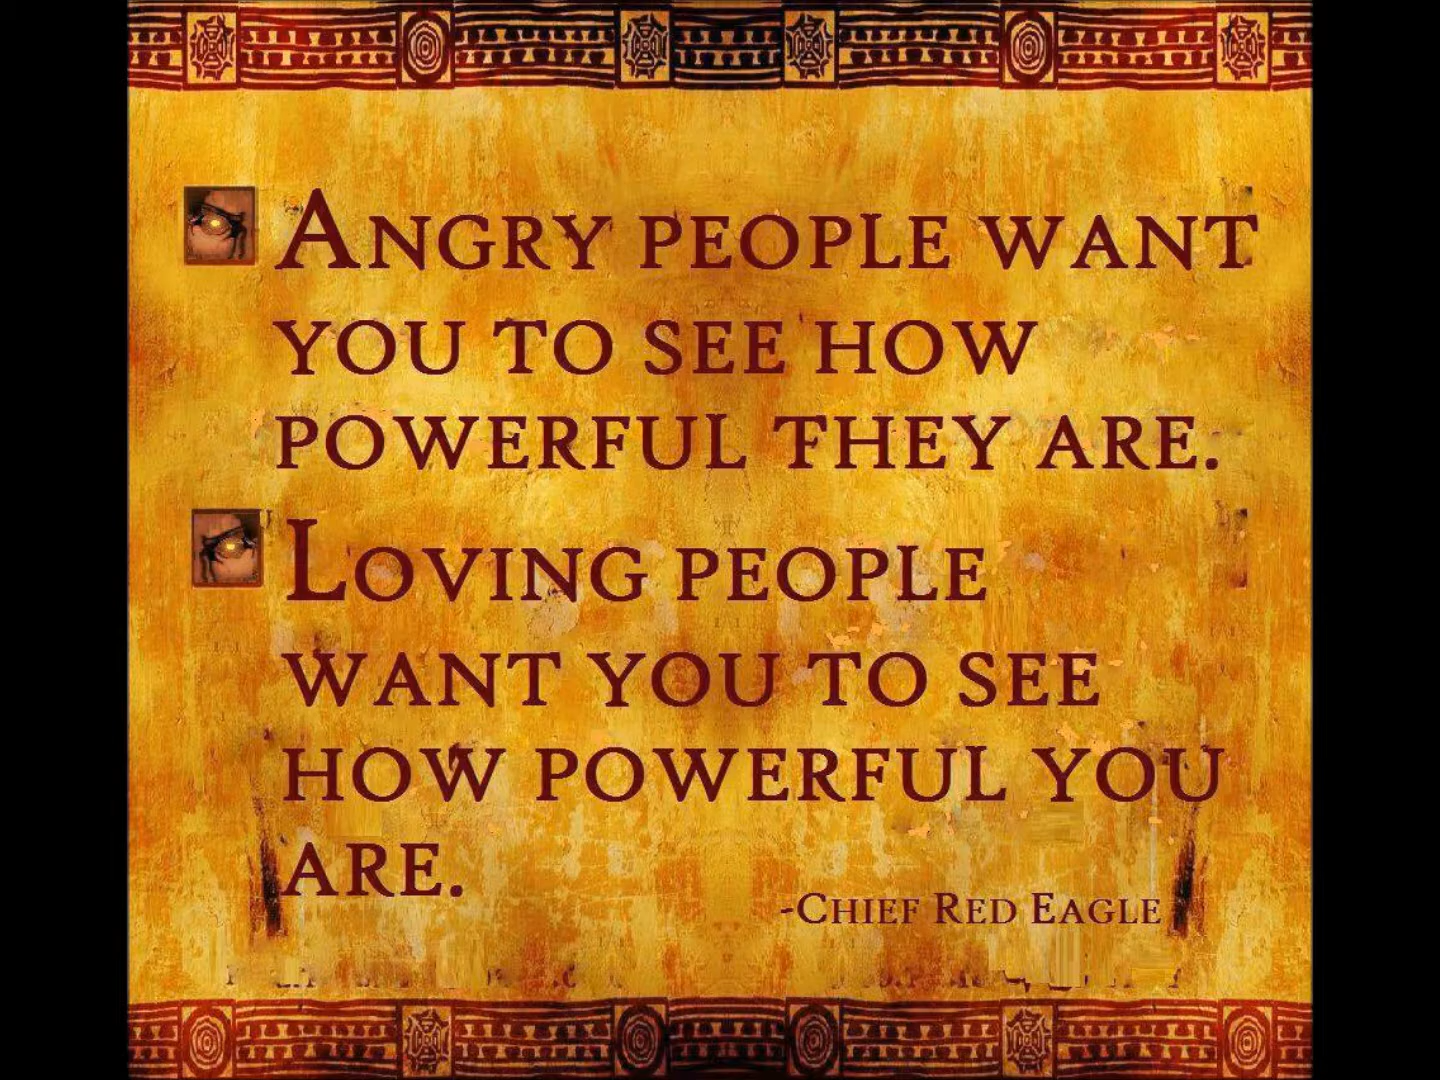 Angry people want
you to see how
powerful they are.
Loving people
want you to see
how powerful you
are.
-Chief Red Eagle